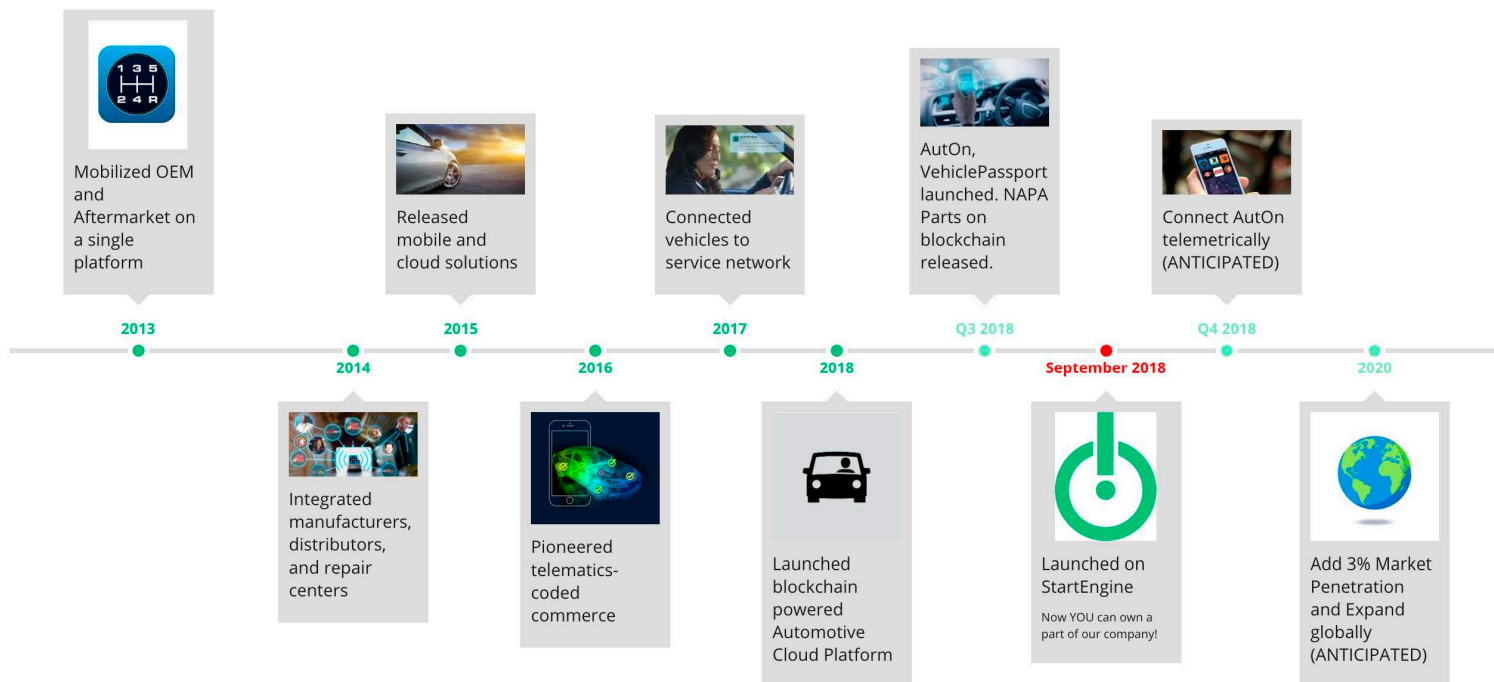 1 3 5
2 4 R
Mobilized OEM
and
Aftermarket on
a single
platform
2013
2014
Integrated
manufacturers,
distributors,
and repair
centers
Released
mobile and
cloud solutions
2015
2016
Pioneered
telematics-
coded
commerce
Connected
vehicles to
service network
2017
2018
Launched
blockchain
powered
Automotive
Cloud Platform
AutOn,
VehiclePassport
launched. NAPA
Parts on
blockchain
released.
Q3 2018
September 2018
Launched on
StartEngine
Now YOU can own a
part of our company!
Connect AutOn
telemetrically
(ANTICIPATED)
Q4 2018
2020
Add 3% Market
Penetration
and Expand
globally
(ANTICIPATED)